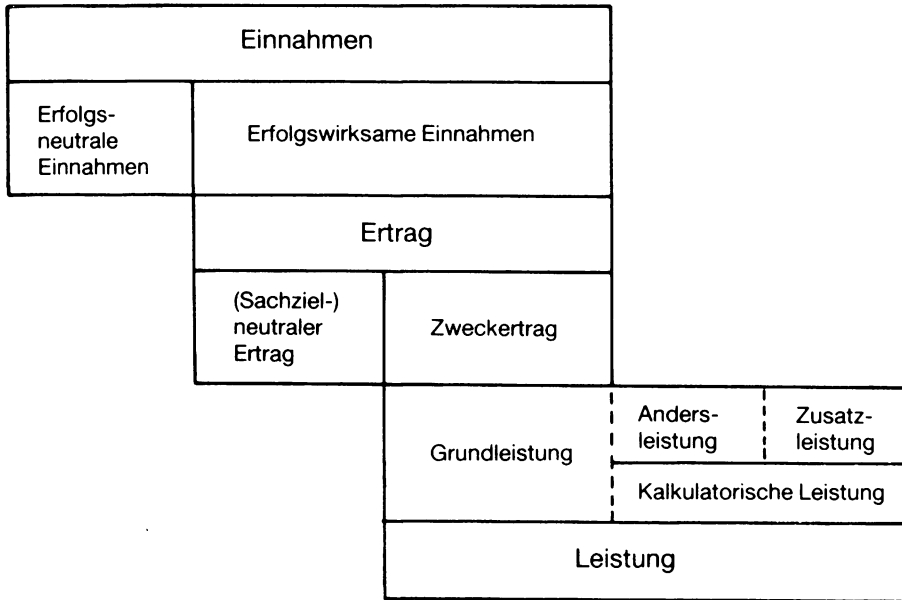 Einnahmen
Erfolgs-
neutrale
Einnahmen
Erfolgswirksame Einnahmen
Ertrag
(Sachziel-)
neutraler
Ertrag
Zweckertrag
Grundleistung
Anders-
leistung
Zusatz-
leistung
Kalkulatorische Leistung
Leistung